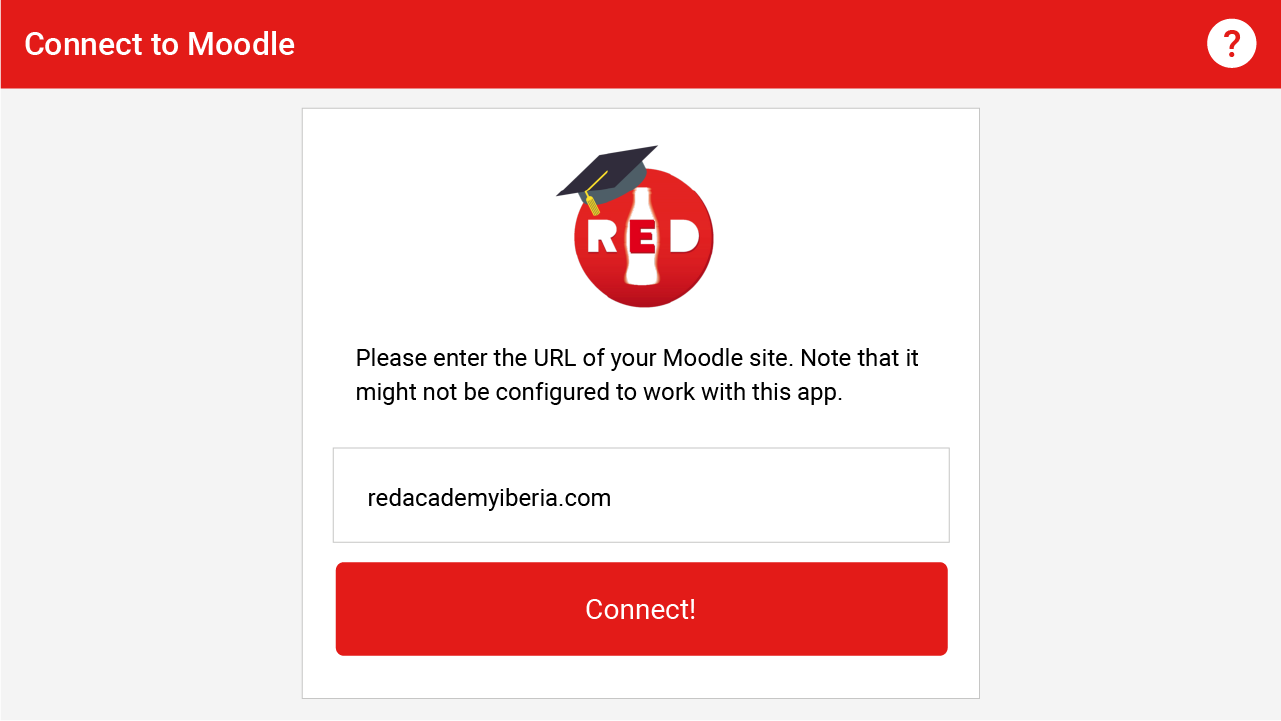 Connect to Moodle
?
RED
Please enter the URL of your Moodle site. Note that it
might not be configured to work with this app.
redacademyiberia.com
Connect!